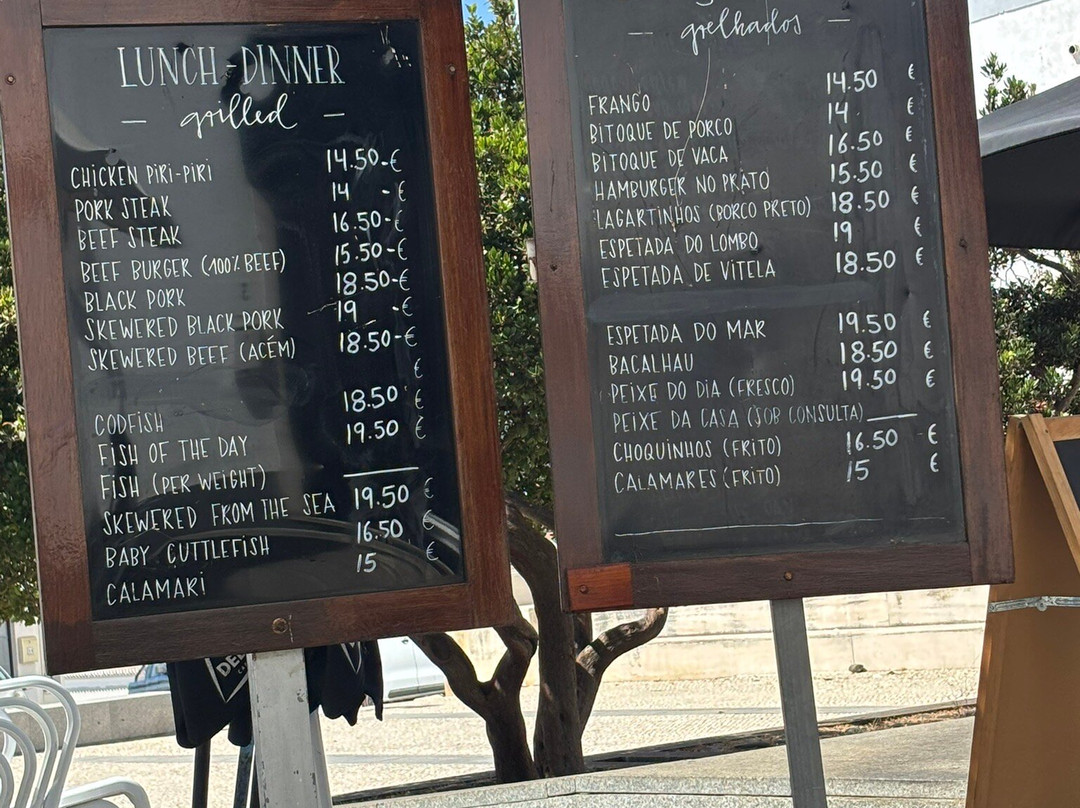 LUNCH-DINNER
grilled
CHICKEN PIRI-PIRI 14.50-€
PORK STEAK 14 -€
BEEF STEAK 16.50-€
BEEF BURGER (100% BEEF) 15.50-€
BLACK PORK 18.50-€
SKEWERED BLACK PORK 19 -€
SKEWERED BEEF (ACÉM) 18.50-€
€
CODFISH 18.50 €
FISH OF THE DAY 19.50 €
FISH (PER WEIGHT)
SKEWERED FROM THE SEA 19.50 €
BABY CUTTLEFISH 16.50 €
CALAMARI 15 €
grelhados
FRANGO 14.50 €
BITOQUE DE PORCO 14 €
BITOQUE DE VACA 16.50 €
HAMBURGER NO PRATO 15.50 €
LAGARTINHOS (PORCO PRETO) 18.50 €
ESPETADA DO LOMBO 19 €
ESPETADA DE VITELA 18.50 €
ESPETADA DO MAR 19.50 €
BACALHAU 18.50 €
PEIXE DO DIA (FRESCO) 19.50 €
PEIXE DA CASA (SOB CONSULTA)
CHOQUINHOS (FRITO) 16.50 €
CALAMARES (FRITO) 15 €